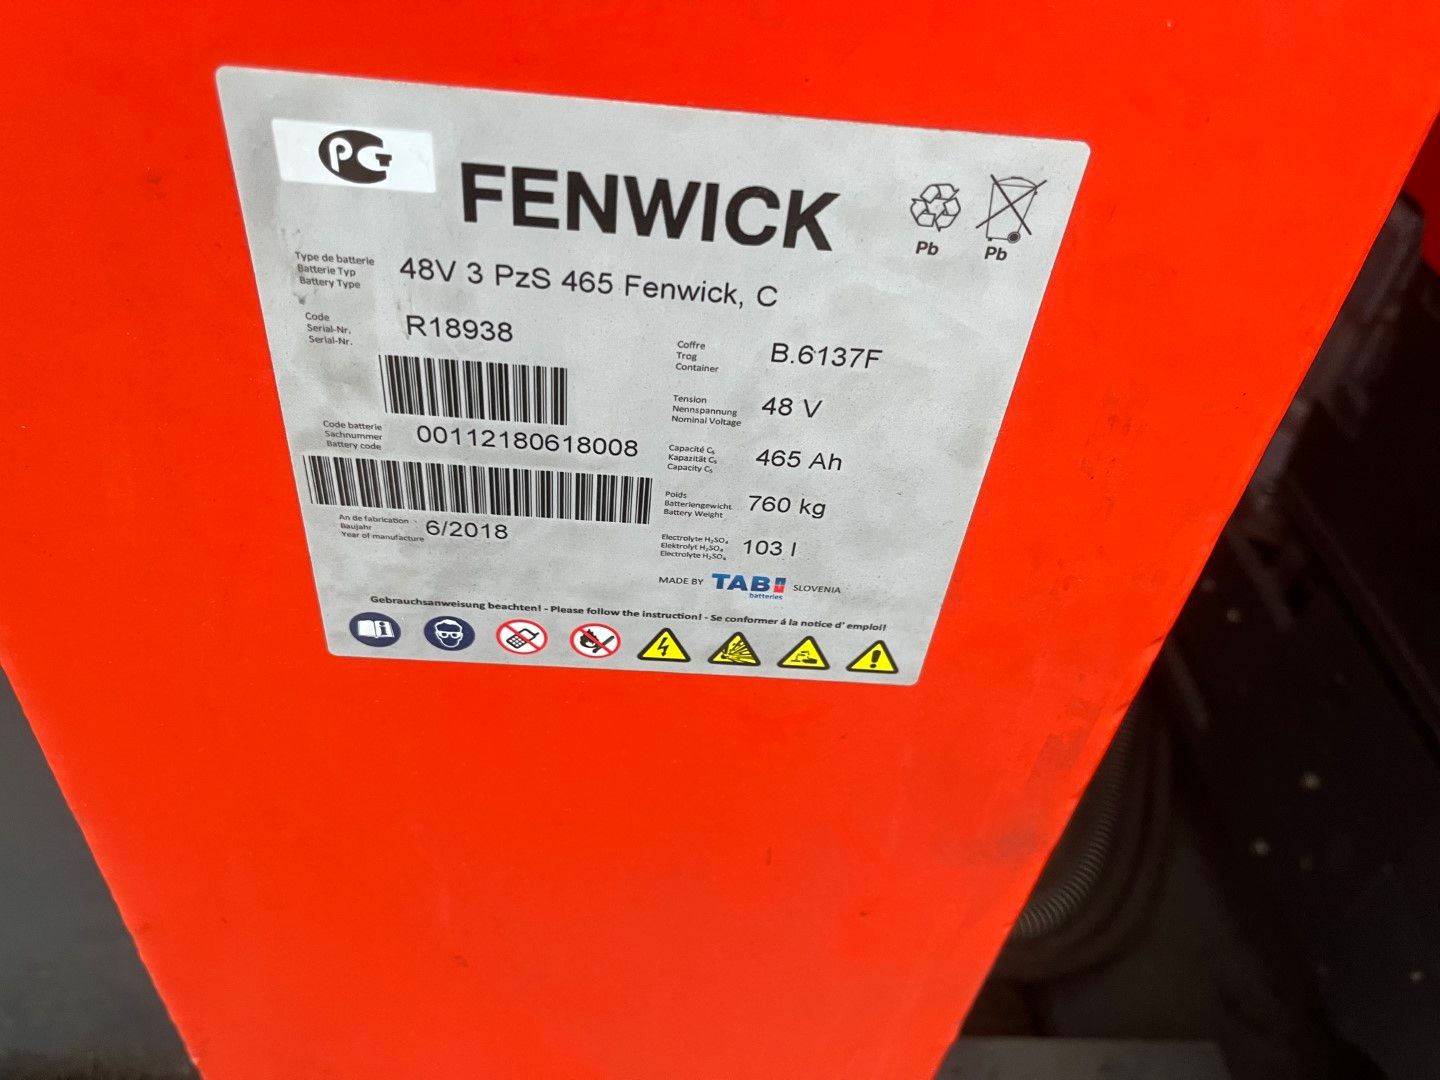 PG
FENWICK
Pb
Pb
Type de batterie
Batterie Typ
Battery Type
48V 3 PzS 465 Fenwick, C
Code
Serial-Nr.
Serial-Nr.
R18938
Coffre
Trog
Container
B.6137F
Tension
Nennspannung
Nominal Voltage
48 V
Code batterie
Sachnummer
Battery code
00112180618008
Capacité C₅
Kapazität C₅
Capacity C₅
465 Ah
Poids
Batteriengewicht
Battery Weight
760 kg
An de fabrication
Baujahr
Year of manufacture
6/2018
Electrolyte H₂SO₄
Elektrolyt H₂SO₄
Electrolyte H₂SO₄
103 l
MADE BY TAB batteries SLOVENIA
Gebrauchsanweisung beachten! - Please follow the instruction! - Se conformer á la notice d' emploi!